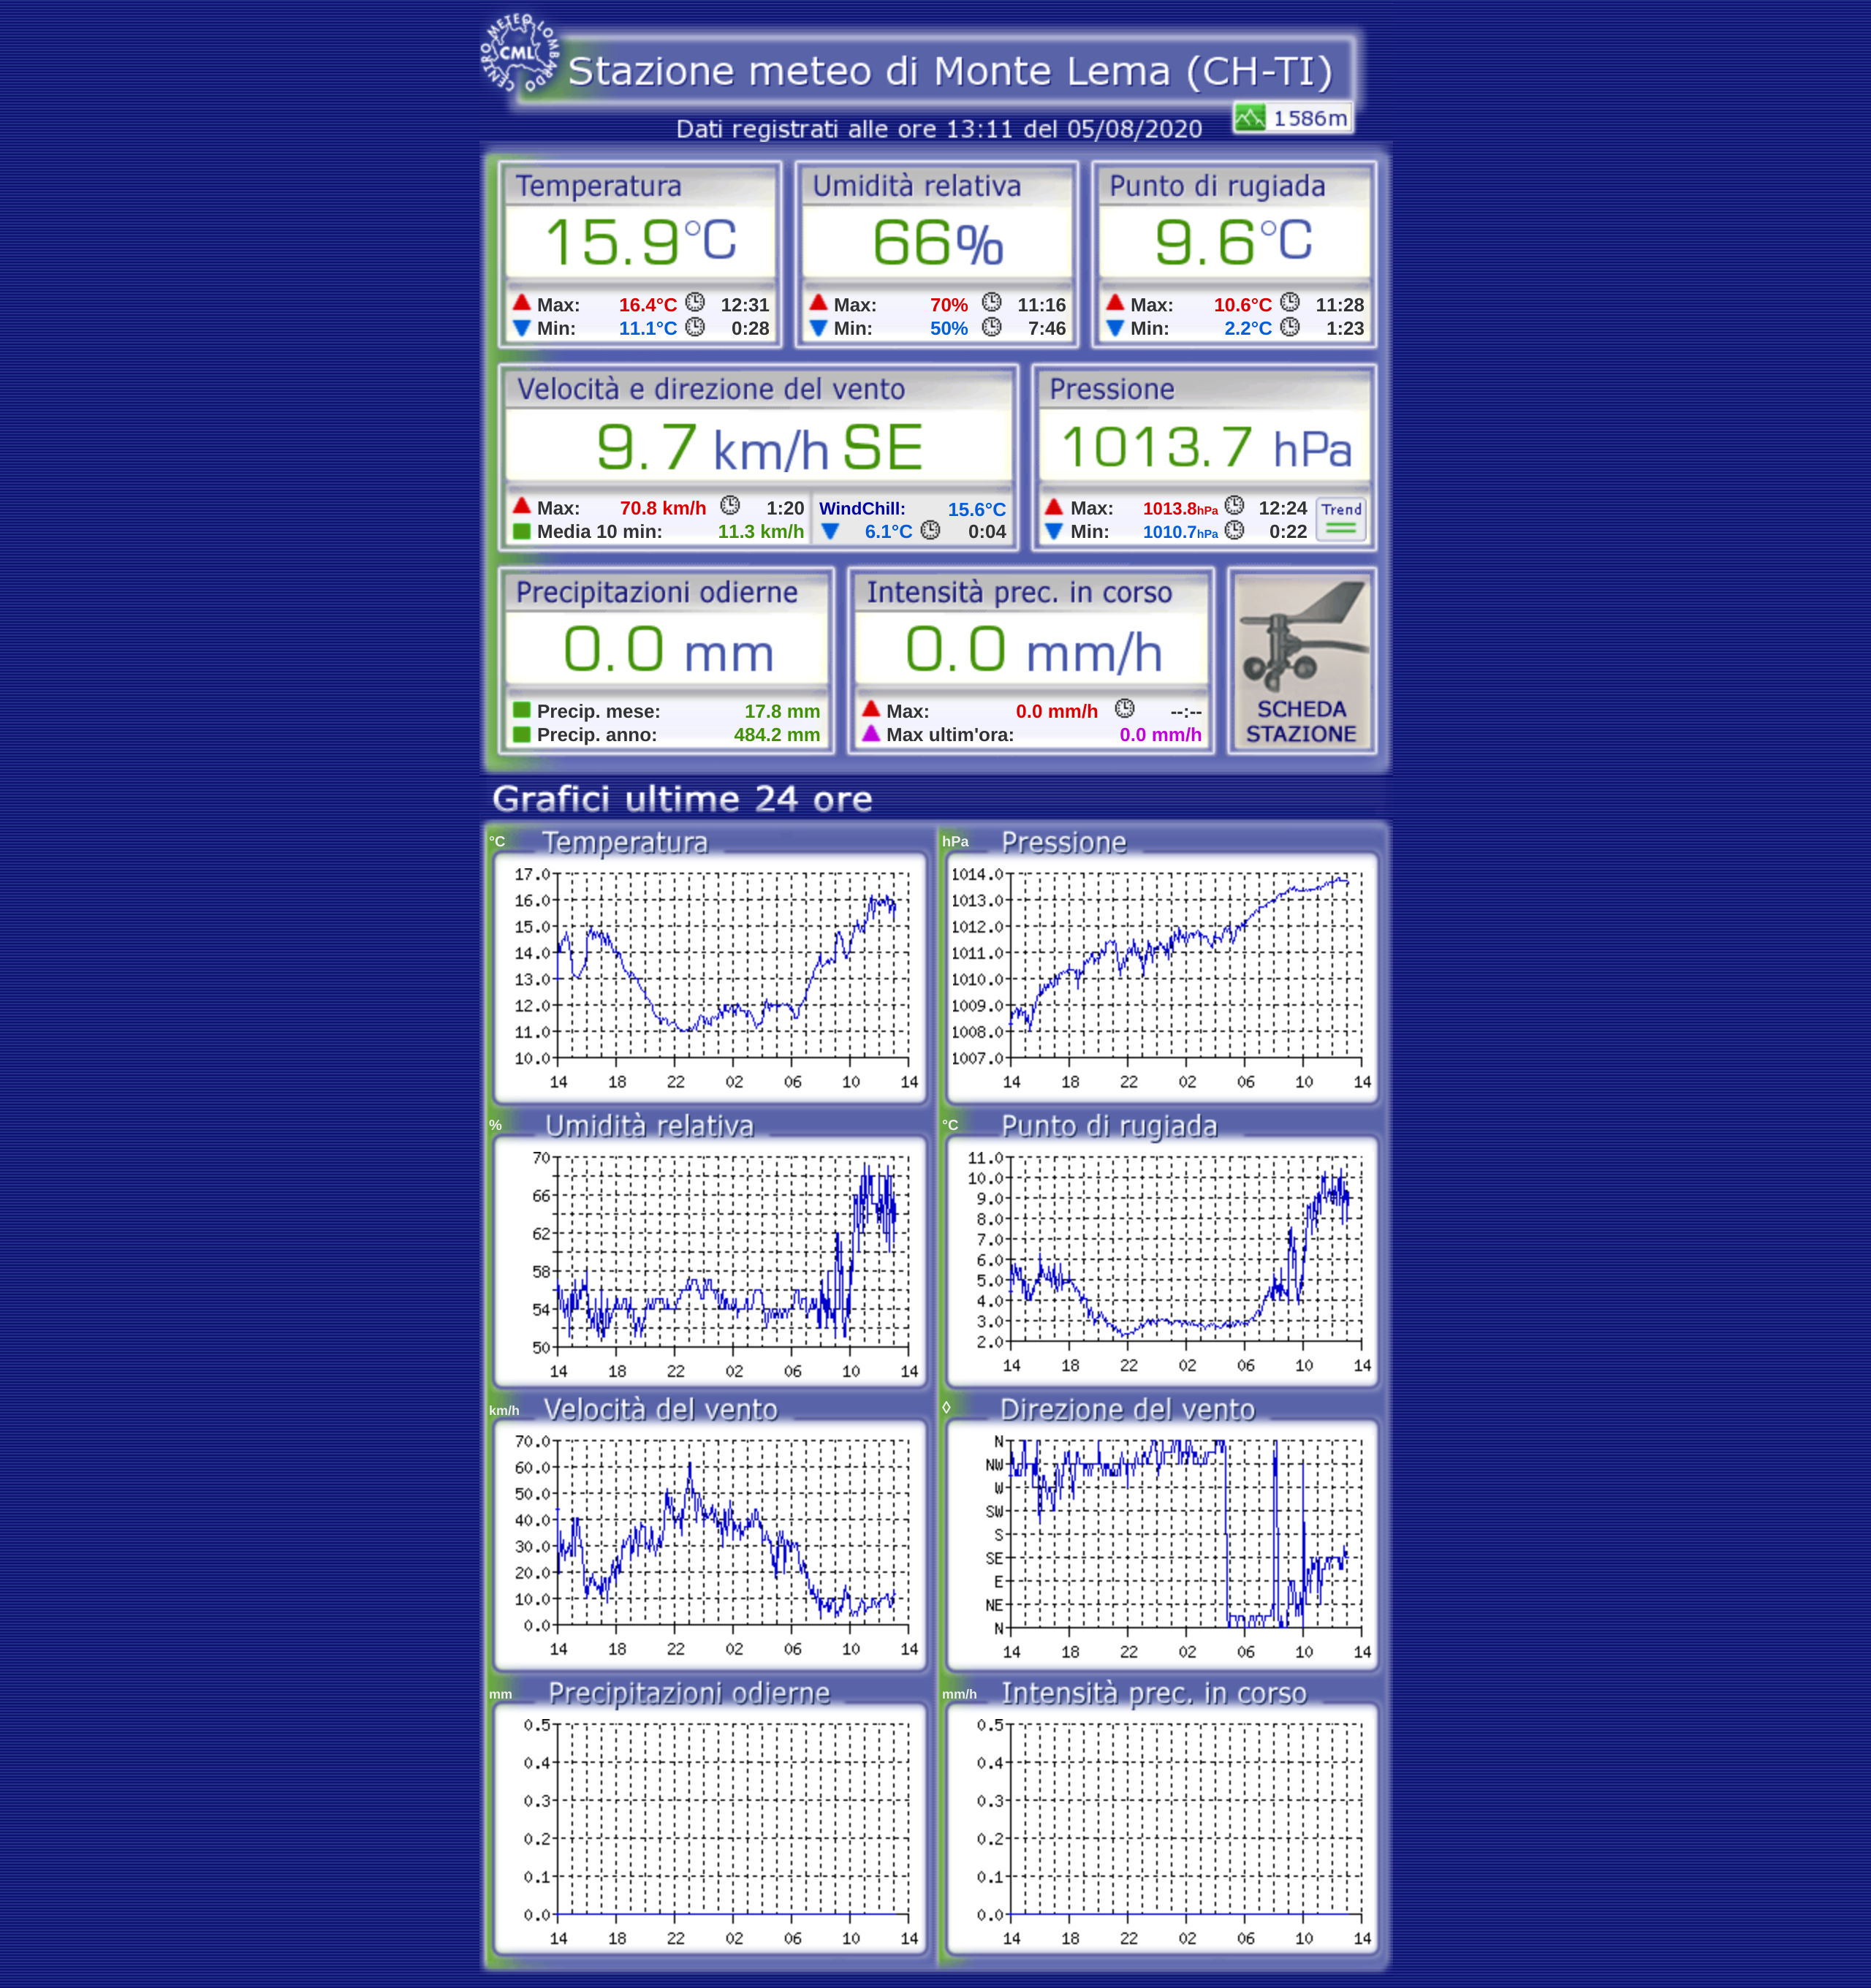 CENTRO METEO LOMBARDO
CML
Stazione meteo di Monte Lema (CH-TI)
1586m
Dati registrati alle ore 13:11 del 05/08/2020
Temperatura
15.9°C
Max: 16.4°C 12:31
Min: 11.1°C 0:28
Umidità relativa
66%
Max: 70% 11:16
Min: 50% 7:46
Punto di rugiada
9.6°C
Max: 10.6°C 11:28
Min: 2.2°C 1:23
Velocità e direzione del vento
9.7 km/h SE
Max: 70.8 km/h 1:20
Media 10 min: 11.3 km/h
WindChill: 15.6°C
6.1°C 0:04
Pressione
1013.7 hPa
Max: 1013.8hPa 12:24
Min: 1010.7hPa 0:22
Trend
Precipitazioni odierne
0.0 mm
Precip. mese: 17.8 mm
Precip. anno: 484.2 mm
Intensità prec. in corso
0.0 mm/h
Max: 0.0 mm/h --:--
Max ultim'ora: 0.0 mm/h
SCHEDA
STAZIONE
Grafici ultime 24 ore
°C Temperatura
17.0
16.0
15.0
14.0
13.0
12.0
11.0
10.0
14 18 22 02 06 10 14
hPa Pressione
1014.0
1013.0
1012.0
1011.0
1010.0
1009.0
1008.0
1007.0
14 18 22 02 06 10 14
% Umidità relativa
70
66
62
58
54
50
14 18 22 02 06 10 14
°C Punto di rugiada
11.0
10.0
9.0
8.0
7.0
6.0
5.0
4.0
3.0
2.0
14 18 22 02 06 10 14
km/h Velocità del vento
70.0
60.0
50.0
40.0
30.0
20.0
10.0
0.0
14 18 22 02 06 10 14
◊ Direzione del vento
N
NW
W
SW
S
SE
E
NE
N
14 18 22 02 06 10 14
mm Precipitazioni odierne
0.5
0.4
0.3
0.2
0.1
0.0
14 18 22 02 06 10 14
mm/h Intensità prec. in corso
0.5
0.4
0.3
0.2
0.1
0.0
14 18 22 02 06 10 14